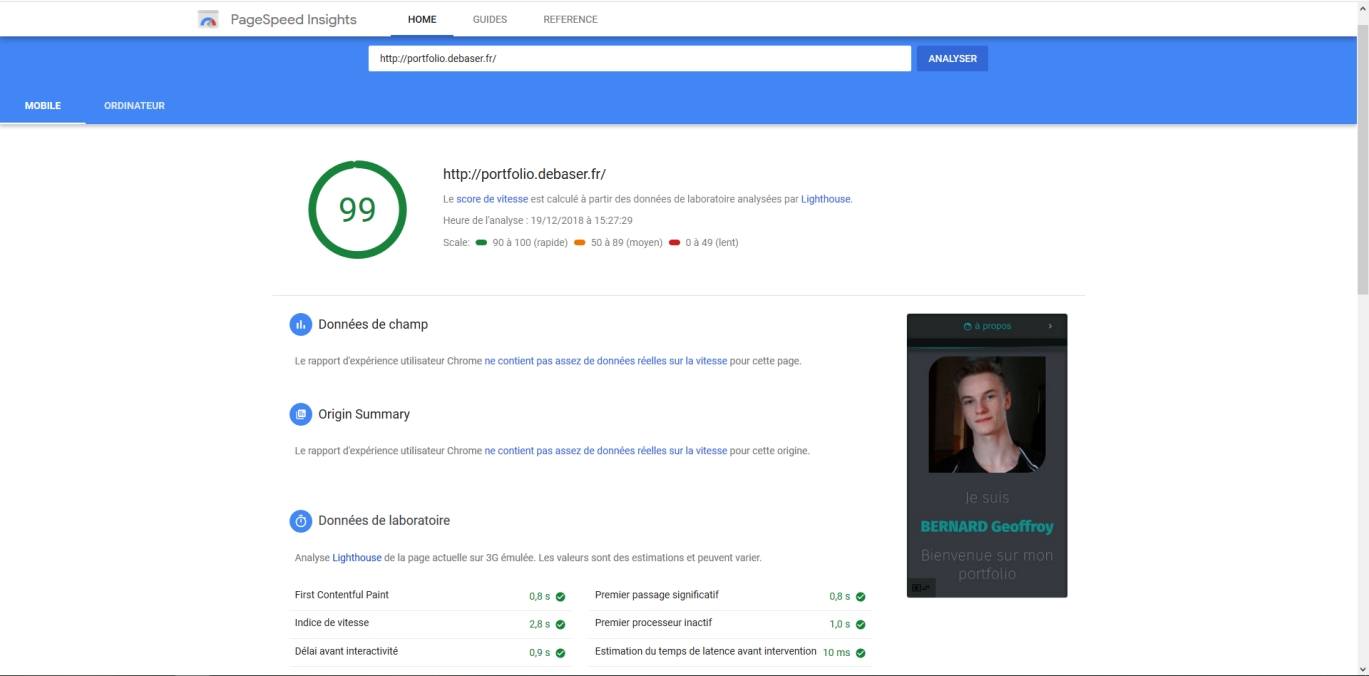 PageSpeed Insights HOME GUIDES REFERENCE
http://portfolio.debaser.fr/ ANALYSER
MOBILE ORDINATEUR
99
http://portfolio.debaser.fr/
Le score de vitesse est calculé à partir des données de laboratoire analysées par Lighthouse.
Heure de l'analyse : 19/12/2018 à 15:27:29
Scale: 90 à 100 (rapide) 50 à 89 (moyen) 0 à 49 (lent)
Données de champ
Le rapport d'expérience utilisateur Chrome ne contient pas assez de données réelles sur la vitesse pour cette page.
Origin Summary
Le rapport d'expérience utilisateur Chrome ne contient pas assez de données réelles sur la vitesse pour cette origine.
Données de laboratoire
Analyse Lighthouse de la page actuelle sur 3G émulée. Les valeurs sont des estimations et peuvent varier.
First Contentful Paint 0,8 s
Premier passage significatif 0,8 s
Indice de vitesse 2,8 s
Premier processeur inactif 1,0 s
Délai avant interactivité 0,9 s
Estimation du temps de latence avant intervention 10 ms
à propos
Je suis
BERNARD Geoffroy
Bienvenue sur mon
portfolio